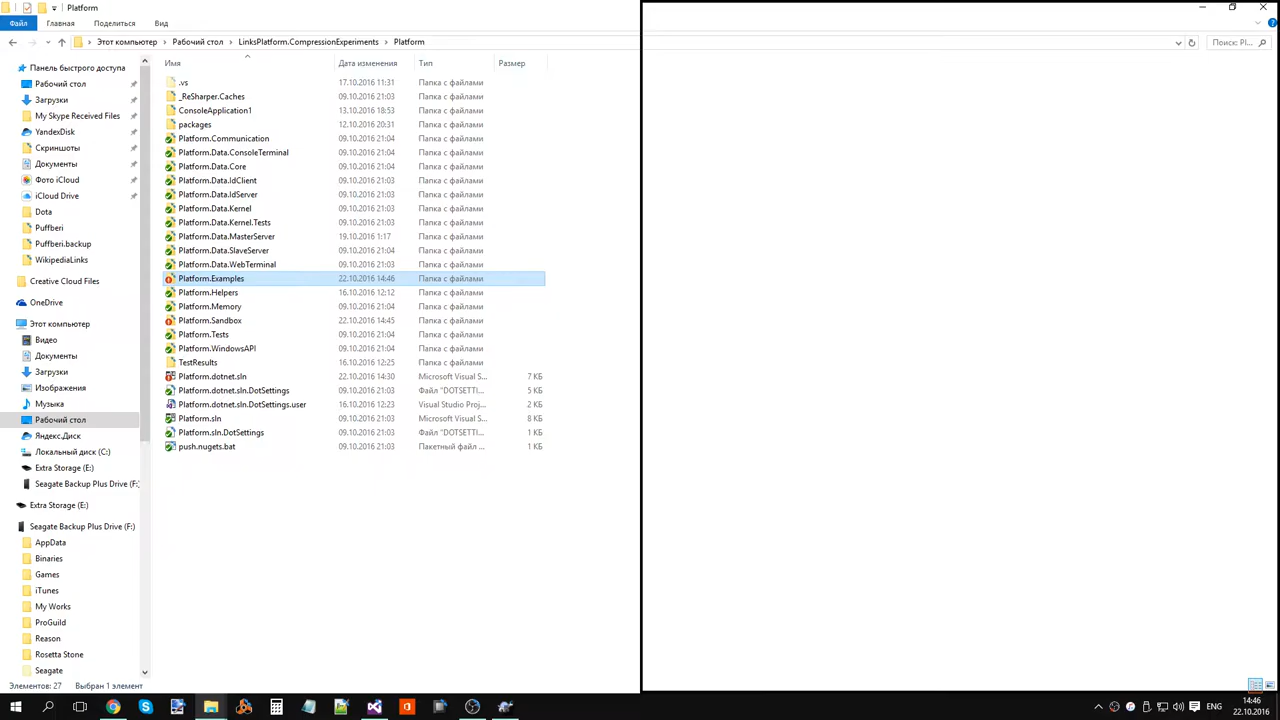 Platform
Файл Главная Поделиться Вид
Этот компьютер Рабочий стол LinksPlatform.CompressionExperiments Platform Поиск: Pl...
Имя Дата изменения Тип Размер
Панель быстрого доступа
Рабочий стол
Загрузки
My Skype Received Files
YandexDisk
Скриншоты
Документы
Фото iCloud
iCloud Drive
Dota
Puffberi
Puffberi.backup
WikipediaLinks
Creative Cloud Files
OneDrive
Этот компьютер
Видео
Документы
Загрузки
Изображения
Музыка
Рабочий стол
Яндекс.Диск
Локальный диск (C:)
Extra Storage (E:)
Seagate Backup Plus Drive (F:)
Extra Storage (E:)
Seagate Backup Plus Drive (F:)
AppData
Binaries
Games
iTunes
My Works
ProGuild
Reason
Rosetta Stone
Seagate
.vs 17.10.2016 11:31 Папка с файлами
_ReSharper.Caches 09.10.2016 21:03 Папка с файлами
ConsoleApplication1 13.10.2016 18:53 Папка с файлами
packages 12.10.2016 20:31 Папка с файлами
Platform.Communication 09.10.2016 21:04 Папка с файлами
Platform.Data.ConsoleTerminal 09.10.2016 21:04 Папка с файлами
Platform.Data.Core 09.10.2016 21:04 Папка с файлами
Platform.Data.IdClient 09.10.2016 21:03 Папка с файлами
Platform.Data.IdServer 09.10.2016 21:03 Папка с файлами
Platform.Data.Kernel 09.10.2016 21:03 Папка с файлами
Platform.Data.Kernel.Tests 09.10.2016 21:03 Папка с файлами
Platform.Data.MasterServer 19.10.2016 1:17 Папка с файлами
Platform.Data.SlaveServer 09.10.2016 21:04 Папка с файлами
Platform.Data.WebTerminal 09.10.2016 21:03 Папка с файлами
Platform.Examples 22.10.2016 14:46 Папка с файлами
Platform.Helpers 16.10.2016 12:12 Папка с файлами
Platform.Memory 09.10.2016 21:04 Папка с файлами
Platform.Sandbox 22.10.2016 14:45 Папка с файлами
Platform.Tests 09.10.2016 21:04 Папка с файлами
Platform.WindowsAPI 09.10.2016 21:04 Папка с файлами
TestResults 16.10.2016 12:25 Папка с файлами
Platform.dotnet.sln 22.10.2016 14:30 Microsoft Visual S... 7 КБ
Platform.dotnet.sln.DotSettings 09.10.2016 21:03 Файл "DOTSETTI... 5 КБ
Platform.dotnet.sln.DotSettings.user 16.10.2016 12:23 Visual Studio Proj... 2 КБ
Platform.sln 09.10.2016 21:03 Microsoft Visual S... 8 КБ
Platform.sln.DotSettings 09.10.2016 21:03 Файл "DOTSETTI... 1 КБ
push.nugets.bat 09.10.2016 21:03 Пакетный файл ... 1 КБ
Элементов: 27 Выбран 1 элемент
ENG
14:46
22.10.2016